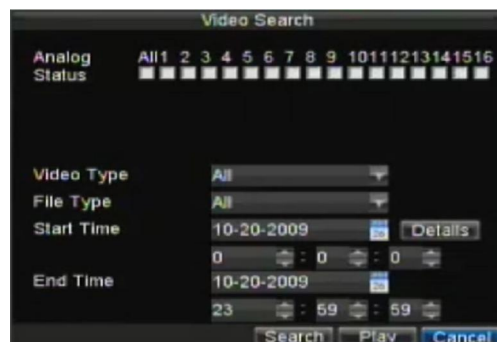 Video Search
Analog All 1 2 3 4 5 6 7 8 9 10 11 12 13 14 15 16
Status
Video Type All
File Type All
Start Time 10-20-2009 26 Details
0 : 0 : 0
End Time 10-20-2009 26
23 : 59 : 59
Search Play Cancel